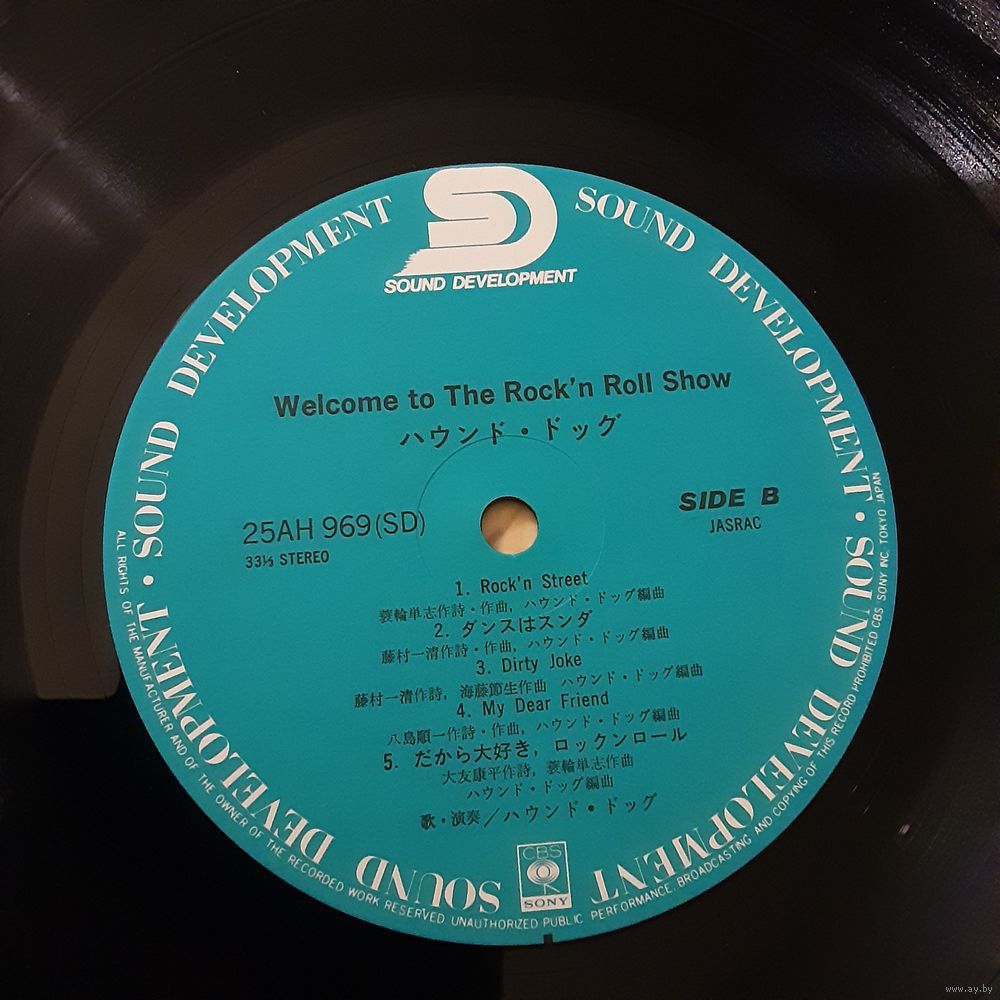 SOUND DEVELOPMENT
SOUND DEVELOPMENT · SOUND DEVELOPMENT · SOUND DEVELOPMENT SOUND DEVELOPMENT · SOUND DEVELOPMENT
Welcome to The Rock'n Roll Show
ハウンド・ドッグ
25AH 969(SD)
33⅓ STEREO
SIDE B
JASRAC
1. Rock'n Street
蓑輪単志作詩・作曲, ハウンド・ドッグ編曲
2. ダンスはスンダ
藤村一清作詩・作曲, ハウンド・ドッグ編曲
3. Dirty Joke
藤村一清作詩, 海藤節生作曲 ハウンド・ドッグ編曲
4. My Dear Friend
八島順一作詩・作曲, ハウンド・ドッグ編曲
5. だから大好き, ロックンロール
大友康平作詩, 蓑輪単志作曲
ハウンド・ドッグ編曲
歌・演奏/ハウンド・ドッグ
CBS
SONY
ALL RIGHTS OF THE MANUFACTURER AND OF THE OWNER OF THE RECORDED WORK RESERVED UNAUTHORIZED PUBLIC PERFORMANCE, BROADCASTING AND COPYING OF THIS RECORD PROHIBITED CBS SONY INC. TOKYO JAPAN
www.ay.by